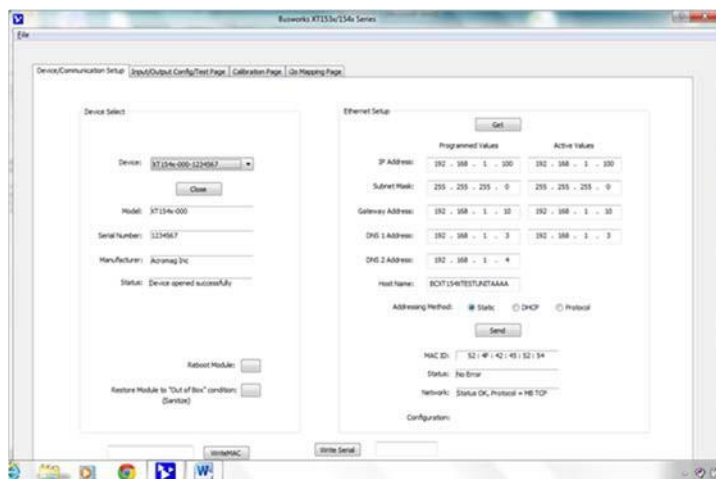 Busworks XT153x/154x Series
File
Device/Communication Setup Input/Output Config/Test Page Calibration Page i2o Mapping Page
Device Select
Device: XT154x-000-1234567
Close
Model: XT154x-000
Serial Number: 1234567
Manufacturer: Acromag Inc
Status: Device opened successfully
Reboot Module:
Restore Module to "Out of Box" condition:
(Sanitize)
WriteMAC
Write Serial
Ethernet Setup
Get
Programmed Values Active Values
IP Address: 192 . 168 . 1 . 100 192 . 168 . 1 . 100
Subnet Mask: 255 . 255 . 255 . 0 255 . 255 . 255 . 0
Gateway Address: 192 . 168 . 1 . 10 192 . 168 . 1 . 10
DNS 1 Address: 192 . 168 . 1 . 3 192 . 168 . 1 . 3
DNS 2 Address: 192 . 168 . 1 . 4
Host Name: BCXT154XTESTUNITAAAA
Addressing Method: Static DHCP Protocol
Send
MAC ID: 52 : 4F : 42 : 45 : 52 : 54
Status: No Error
Network: Status OK, Protocol = MB TCP
Configuration: